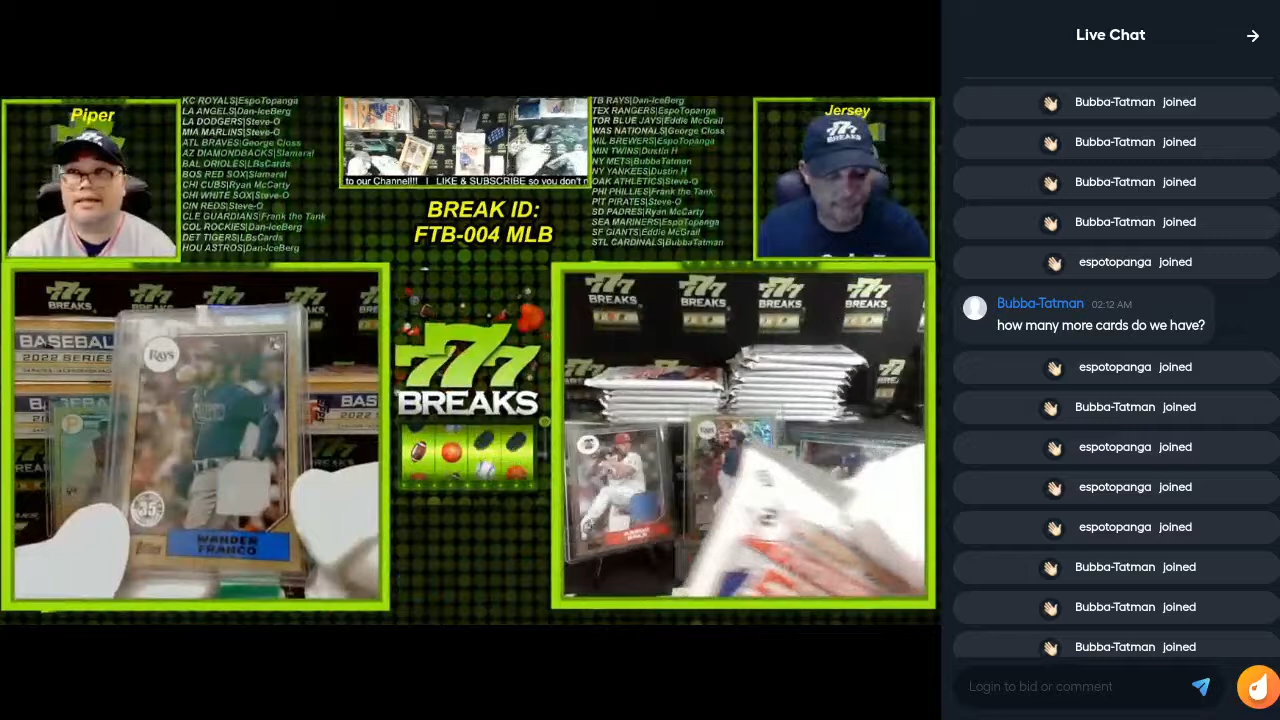 Piper
KC ROYALS|EspoTopanga
LA ANGELS|Dan-IceBerg
LA DODGERS|Steve-O
MIA MARLINS|Steve-O
ATL BRAVES|George Closs
AZ DIAMONDBACKS|Slamaral
BAL ORIOLES|LBsCards
BOS RED SOX|Slamaral
CHI CUBS|Ryan McCarty
CHI WHITE SOX|Steve-O
CIN REDS|Steve-O
CLE GUARDIANS|Frank the Tank
COL ROCKIES|Dan-IceBerg
DET TIGERS|LBsCards
HOU ASTROS|Dan-IceBerg
to our Channel!!! I LIKE & SUBSCRIBE so you don't n
BREAK ID:
FTB-004 MLB
TB RAYS|Dan-IceBerg
TEX RANGERS|EspoTopanga
TOR BLUE JAYS|Eddie McGrail
WAS NATIONALS|George Closs
MIL BREWERS|EspoTopanga
MIN TWINS|Dustin H
NY METS|BubbaTatman
NY YANKEES|Dustin H
OAK ATHLETICS|Steve-O
PHI PHILLIES|Frank the Tank
PIT PIRATES|Steve-O
SD PADRES|Ryan McCarty
SEA MARINERS|EspoTopanga
SF GIANTS|Eddie McGrail
STL CARDINALS|BubbaTatman
Jersey
BREAKS
BASEBALL
2022 SERIES
RAYS
35
WANDER
FRANCO
777
BREAKS
BREAKS
BREAKS
BREAKS
BREAKS
Live Chat
Bubba-Tatman joined
Bubba-Tatman joined
Bubba-Tatman joined
Bubba-Tatman joined
espotopanga joined
Bubba-Tatman 02:12 AM
how many more cards do we have?
espotopanga joined
Bubba-Tatman joined
espotopanga joined
espotopanga joined
espotopanga joined
Bubba-Tatman joined
Bubba-Tatman joined
Bubba-Tatman joined
Login to bid or comment